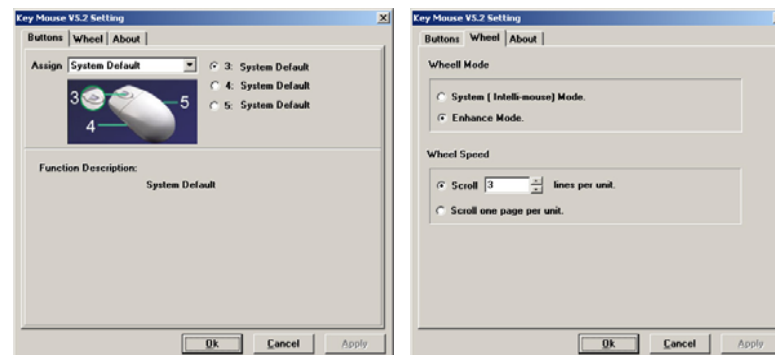 Key Mouse V5.2 Setting
Buttons Wheel About
Assign System Default
3: System Default
4: System Default
5: System Default
3
5
4
Function Description:
System Default
Ok Cancel Apply
Key Mouse V5.2 Setting
Buttons Wheel About
Wheell Mode
System ( Intelli-mouse) Mode.
Enhance Mode.
Wheel Speed
Scroll 3 lines per unit.
Scroll one page per unit.
Ok Cancel Apply